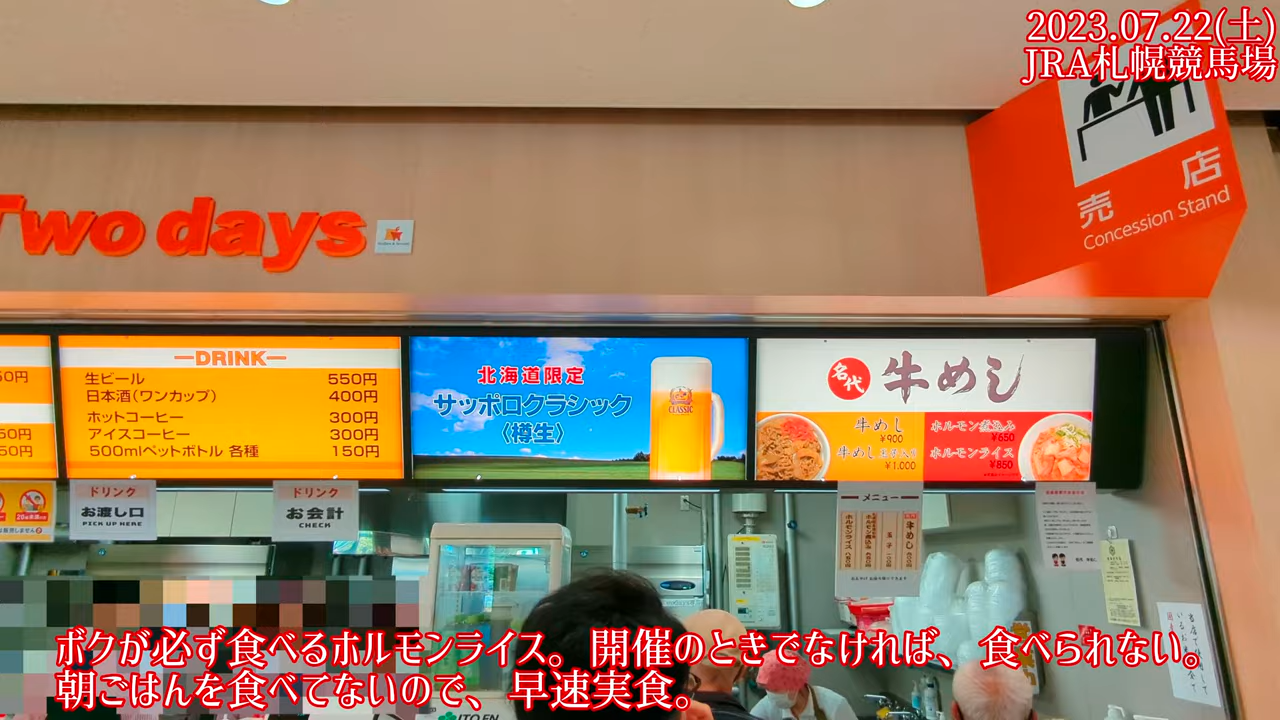 2023.07.22(土)
JRA札幌競馬場
売店
Concession Stand
Two days
DRINK
生ビール 550円
日本酒(ワンカップ) 400円
ホットコーヒー 300円
アイスコーヒー 300円
500mlペットボトル 各種 150円
北海道限定
サッポロクラシック
〈樽生〉
CLASSIC
名代 牛めし
牛めし ¥900
¥1,000
ホルモン煮込み ¥650
ホルモンライス ¥850
ドリンク
お渡し口
PICK UP HERE
ドリンク
お会計
CHECK
メニュー
牛めし
ホルモンライス
ボクが必ず食べるホルモンライス。開催のときでなければ、食べられない。
朝ごはんを食べてないので、早速実食。
ITO EN